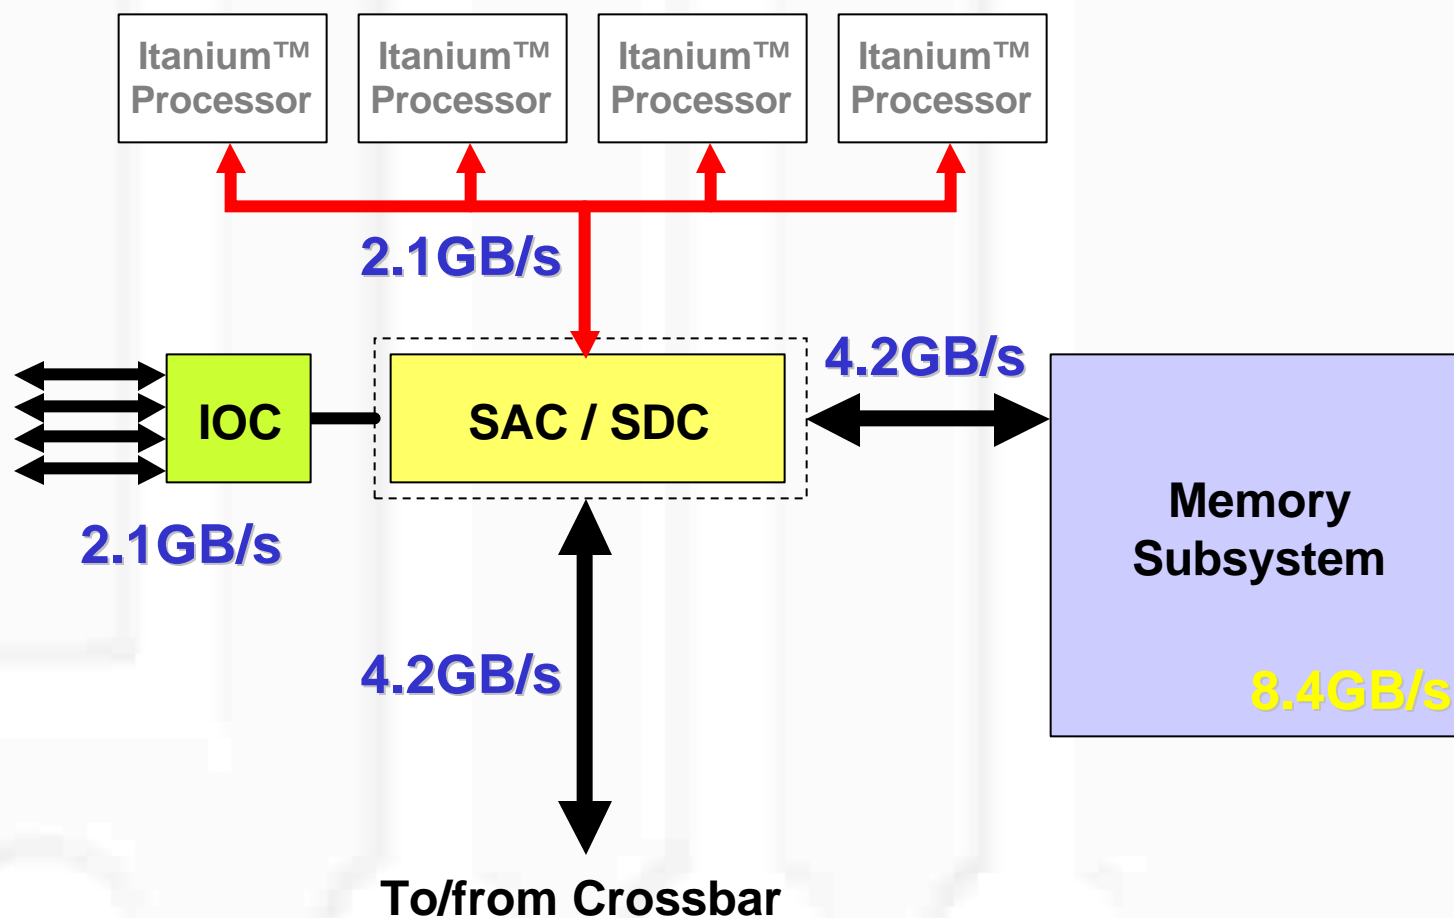 Itanium™
Processor
Itanium™
Processor
Itanium™
Processor
Itanium™
Processor
2.1GB/s
4.2GB/s
IOC
SAC / SDC
2.1GB/s
Memory
Subsystem
4.2GB/s
8.4GB/s
To/from Crossbar